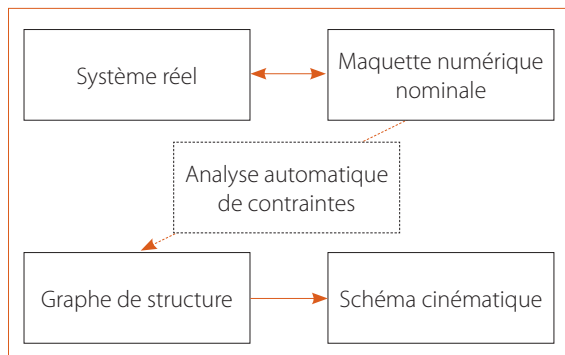 Système réel
Maquette numérique
nominale
Analyse automatique
de contraintes
Graphe de structure
Schéma cinématique